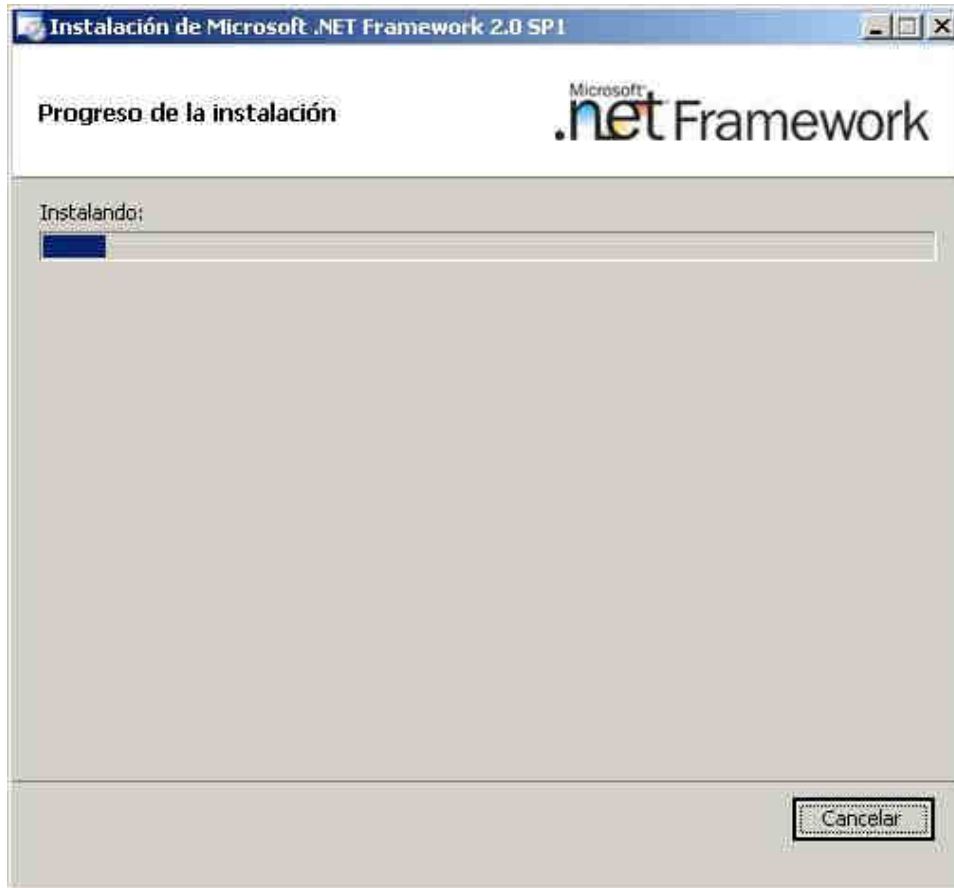 Instalación de Microsoft .NET Framework 2.0 SP1
Progreso de la instalación
Microsoft
.net Framework
Instalando:
Cancelar